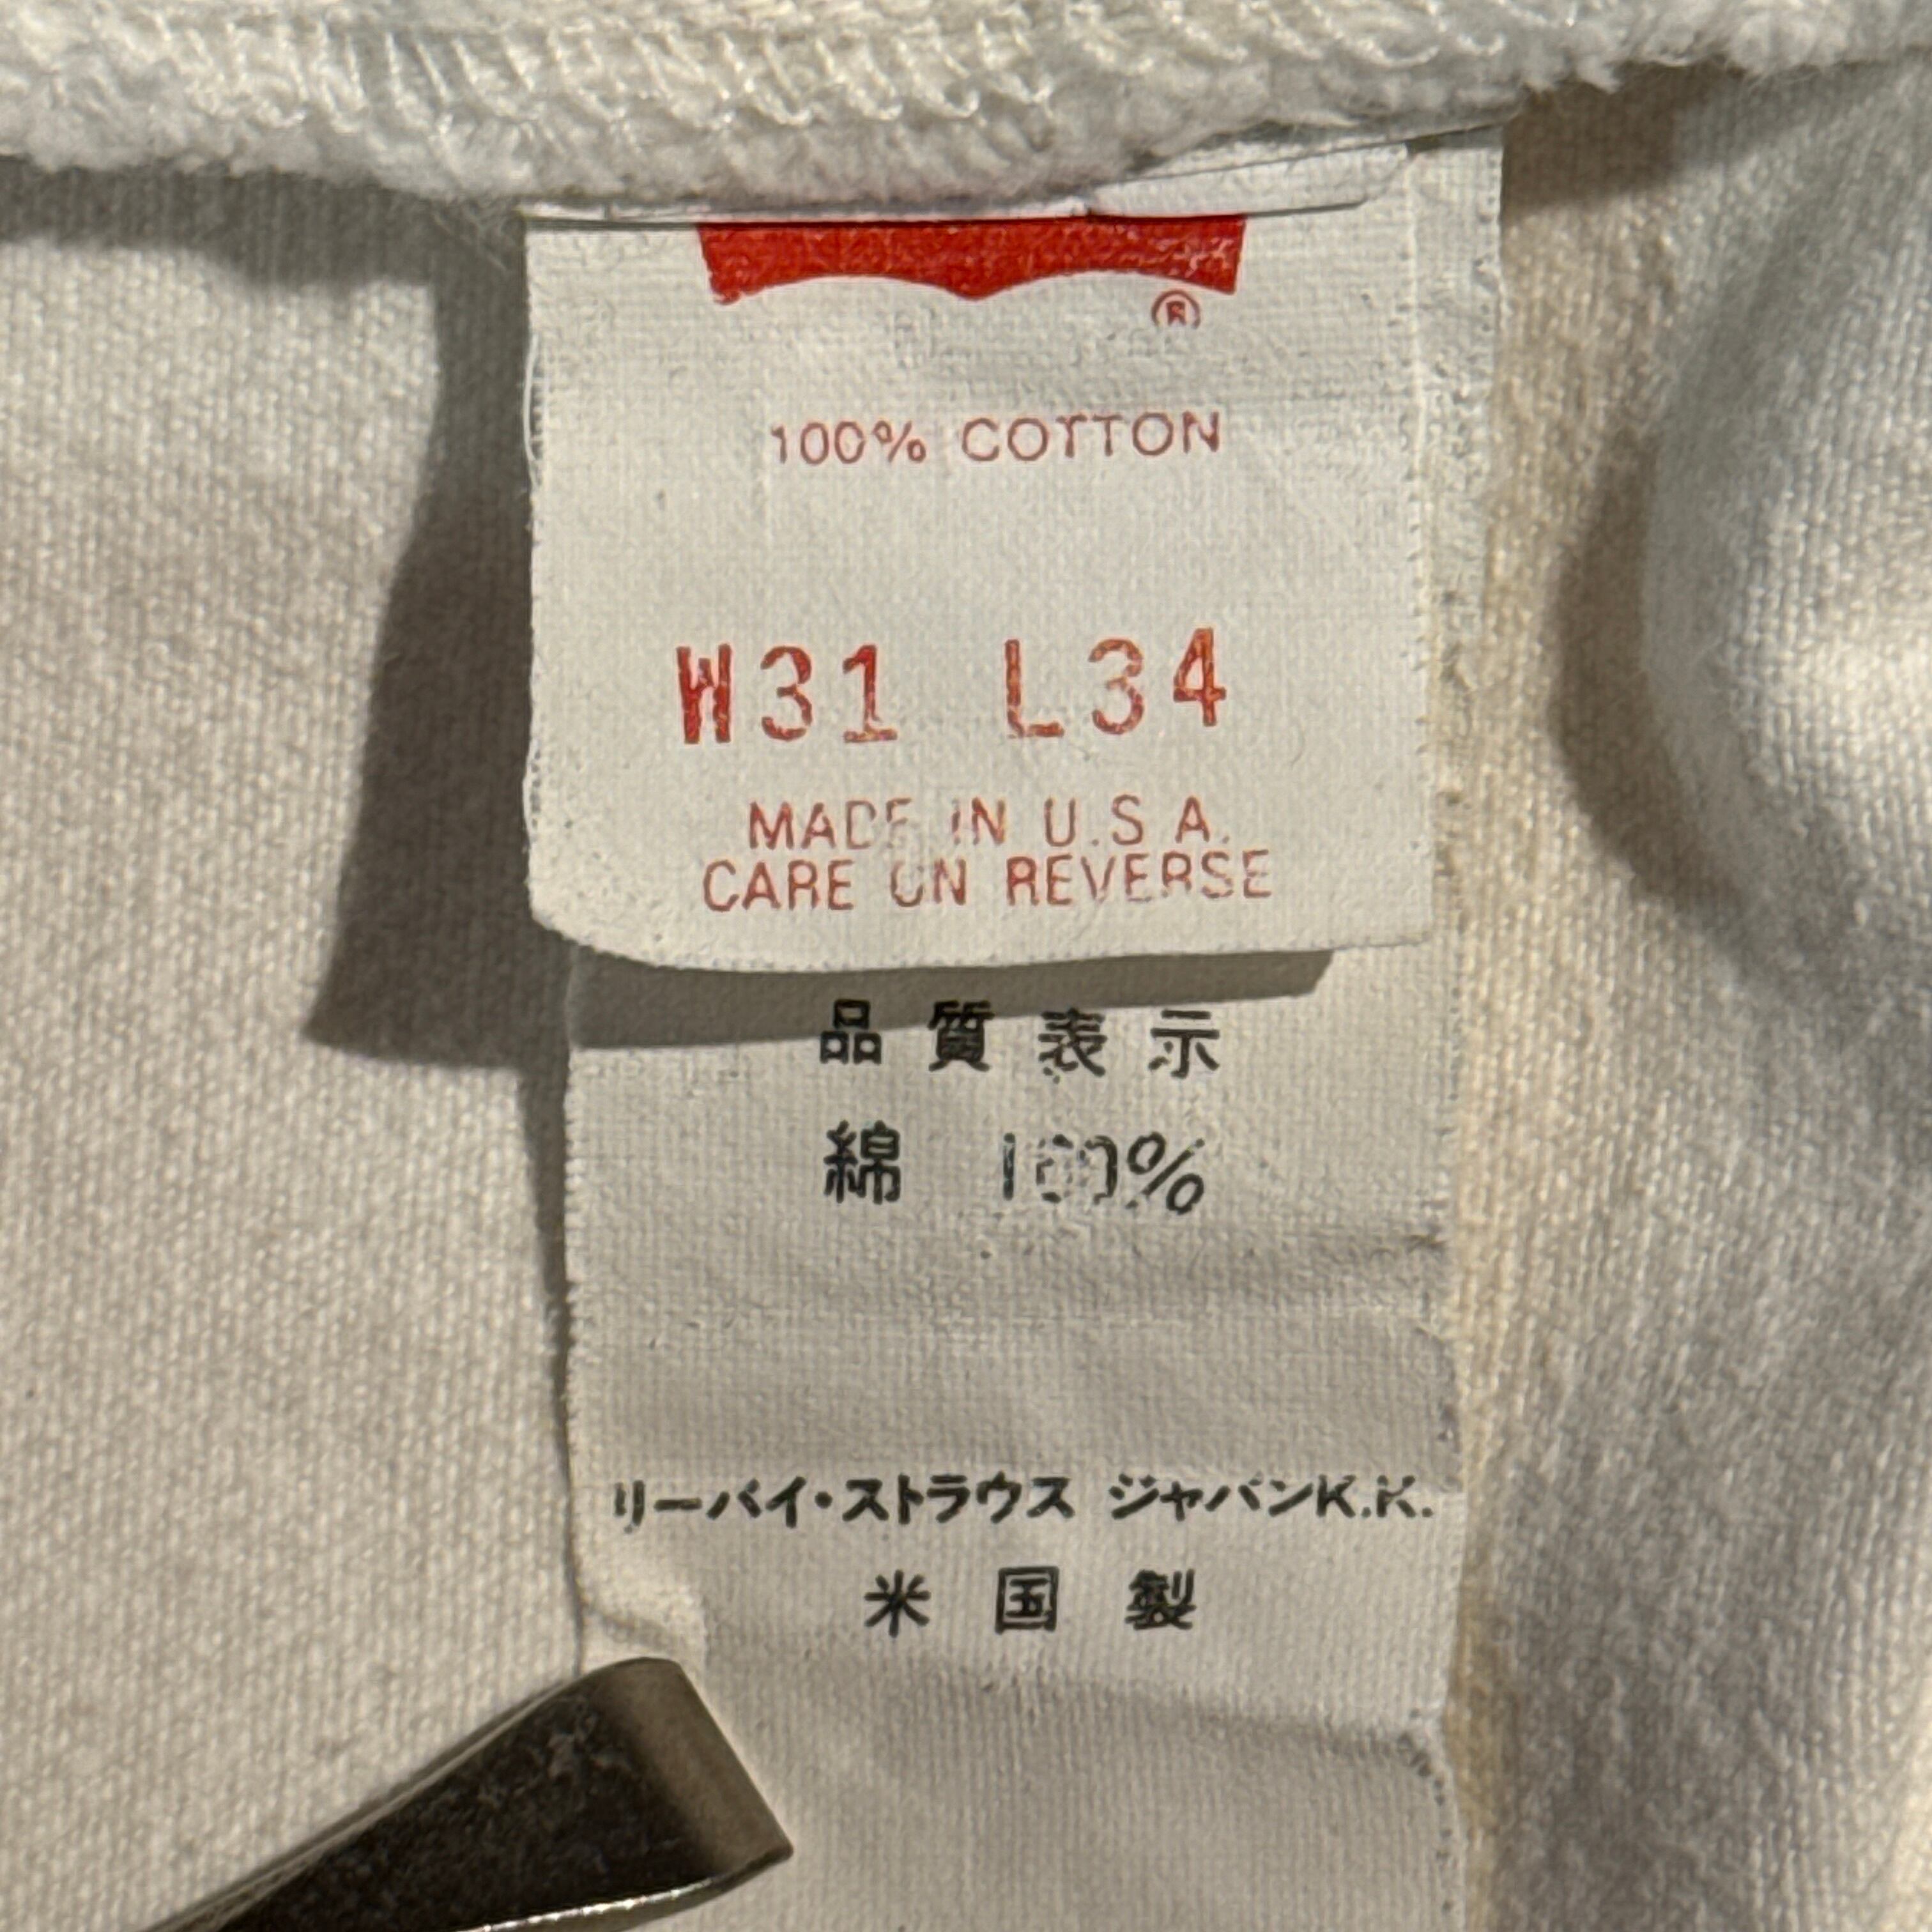 ®
100% COTTON
W31 L34
MADE IN U.S.A.
CARE ON REVERSE
品質表示
綿 100%
リーバイ・ストラウス ジャパンK.K.
米国製